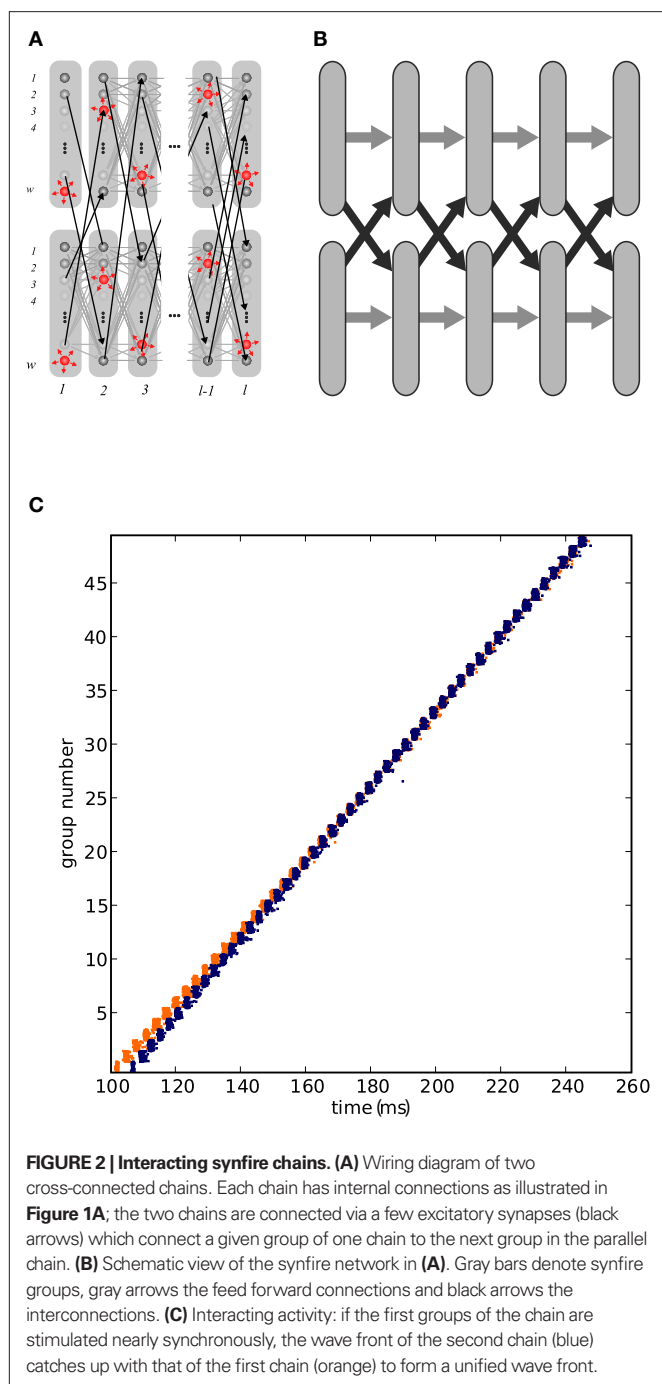 A
B
1
2
3
4
w
...
1
2
3
4
w
...
1 2 3 l-1 l
C
45
40
35
30
25
20
15
10
5
group number
100 120 140 160 180 200 220 240 260
time (ms)
FIGURE 2 | Interacting synfire chains. (A) Wiring diagram of two
cross-connected chains. Each chain has internal connections as illustrated in
Figure 1A; the two chains are connected via a few excitatory synapses (black
arrows) which connect a given group of one chain to the next group in the parallel
chain. (B) Schematic view of the synfire network in (A). Gray bars denote synfire
groups, gray arrows the feed forward connections and black arrows the
interconnections. (C) Interacting activity: if the first groups of the chain are
stimulated nearly synchronously, the wave front of the second chain (blue)
catches up with that of the first chain (orange) to form a unified wave front.